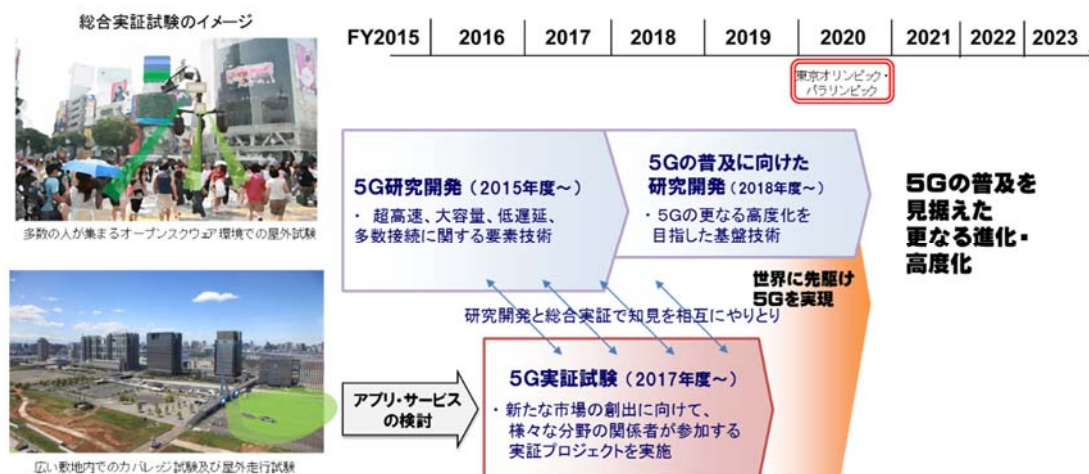 総合実証試験のイメージ
多数の人が集まるオープンスクウェア環境での屋外試験
広い敷地内でのカバレッジ試験及び屋外走行試験
FY2015 2016 2017 2018 2019 2020 2021 2022 2023
東京オリンピック・
パラリンピック
5G研究開発（2015年度～）
・ 超高速、大容量、低遅延、
多数接続に関する要素技術
5Gの普及に向けた
研究開発（2018年度～）
・5Gの更なる高度化を
目指した基盤技術
5Gの普及を
見据えた
更なる進化・
高度化
世界に先駆け
5Gを実現
研究開発と総合実証で知見を相互にやりとり
アプリ・サービス
の検討
5G実証試験（2017年度～）
・新たな市場の創出に向けて、
様々な分野の関係者が参加する
実証プロジェクトを実施